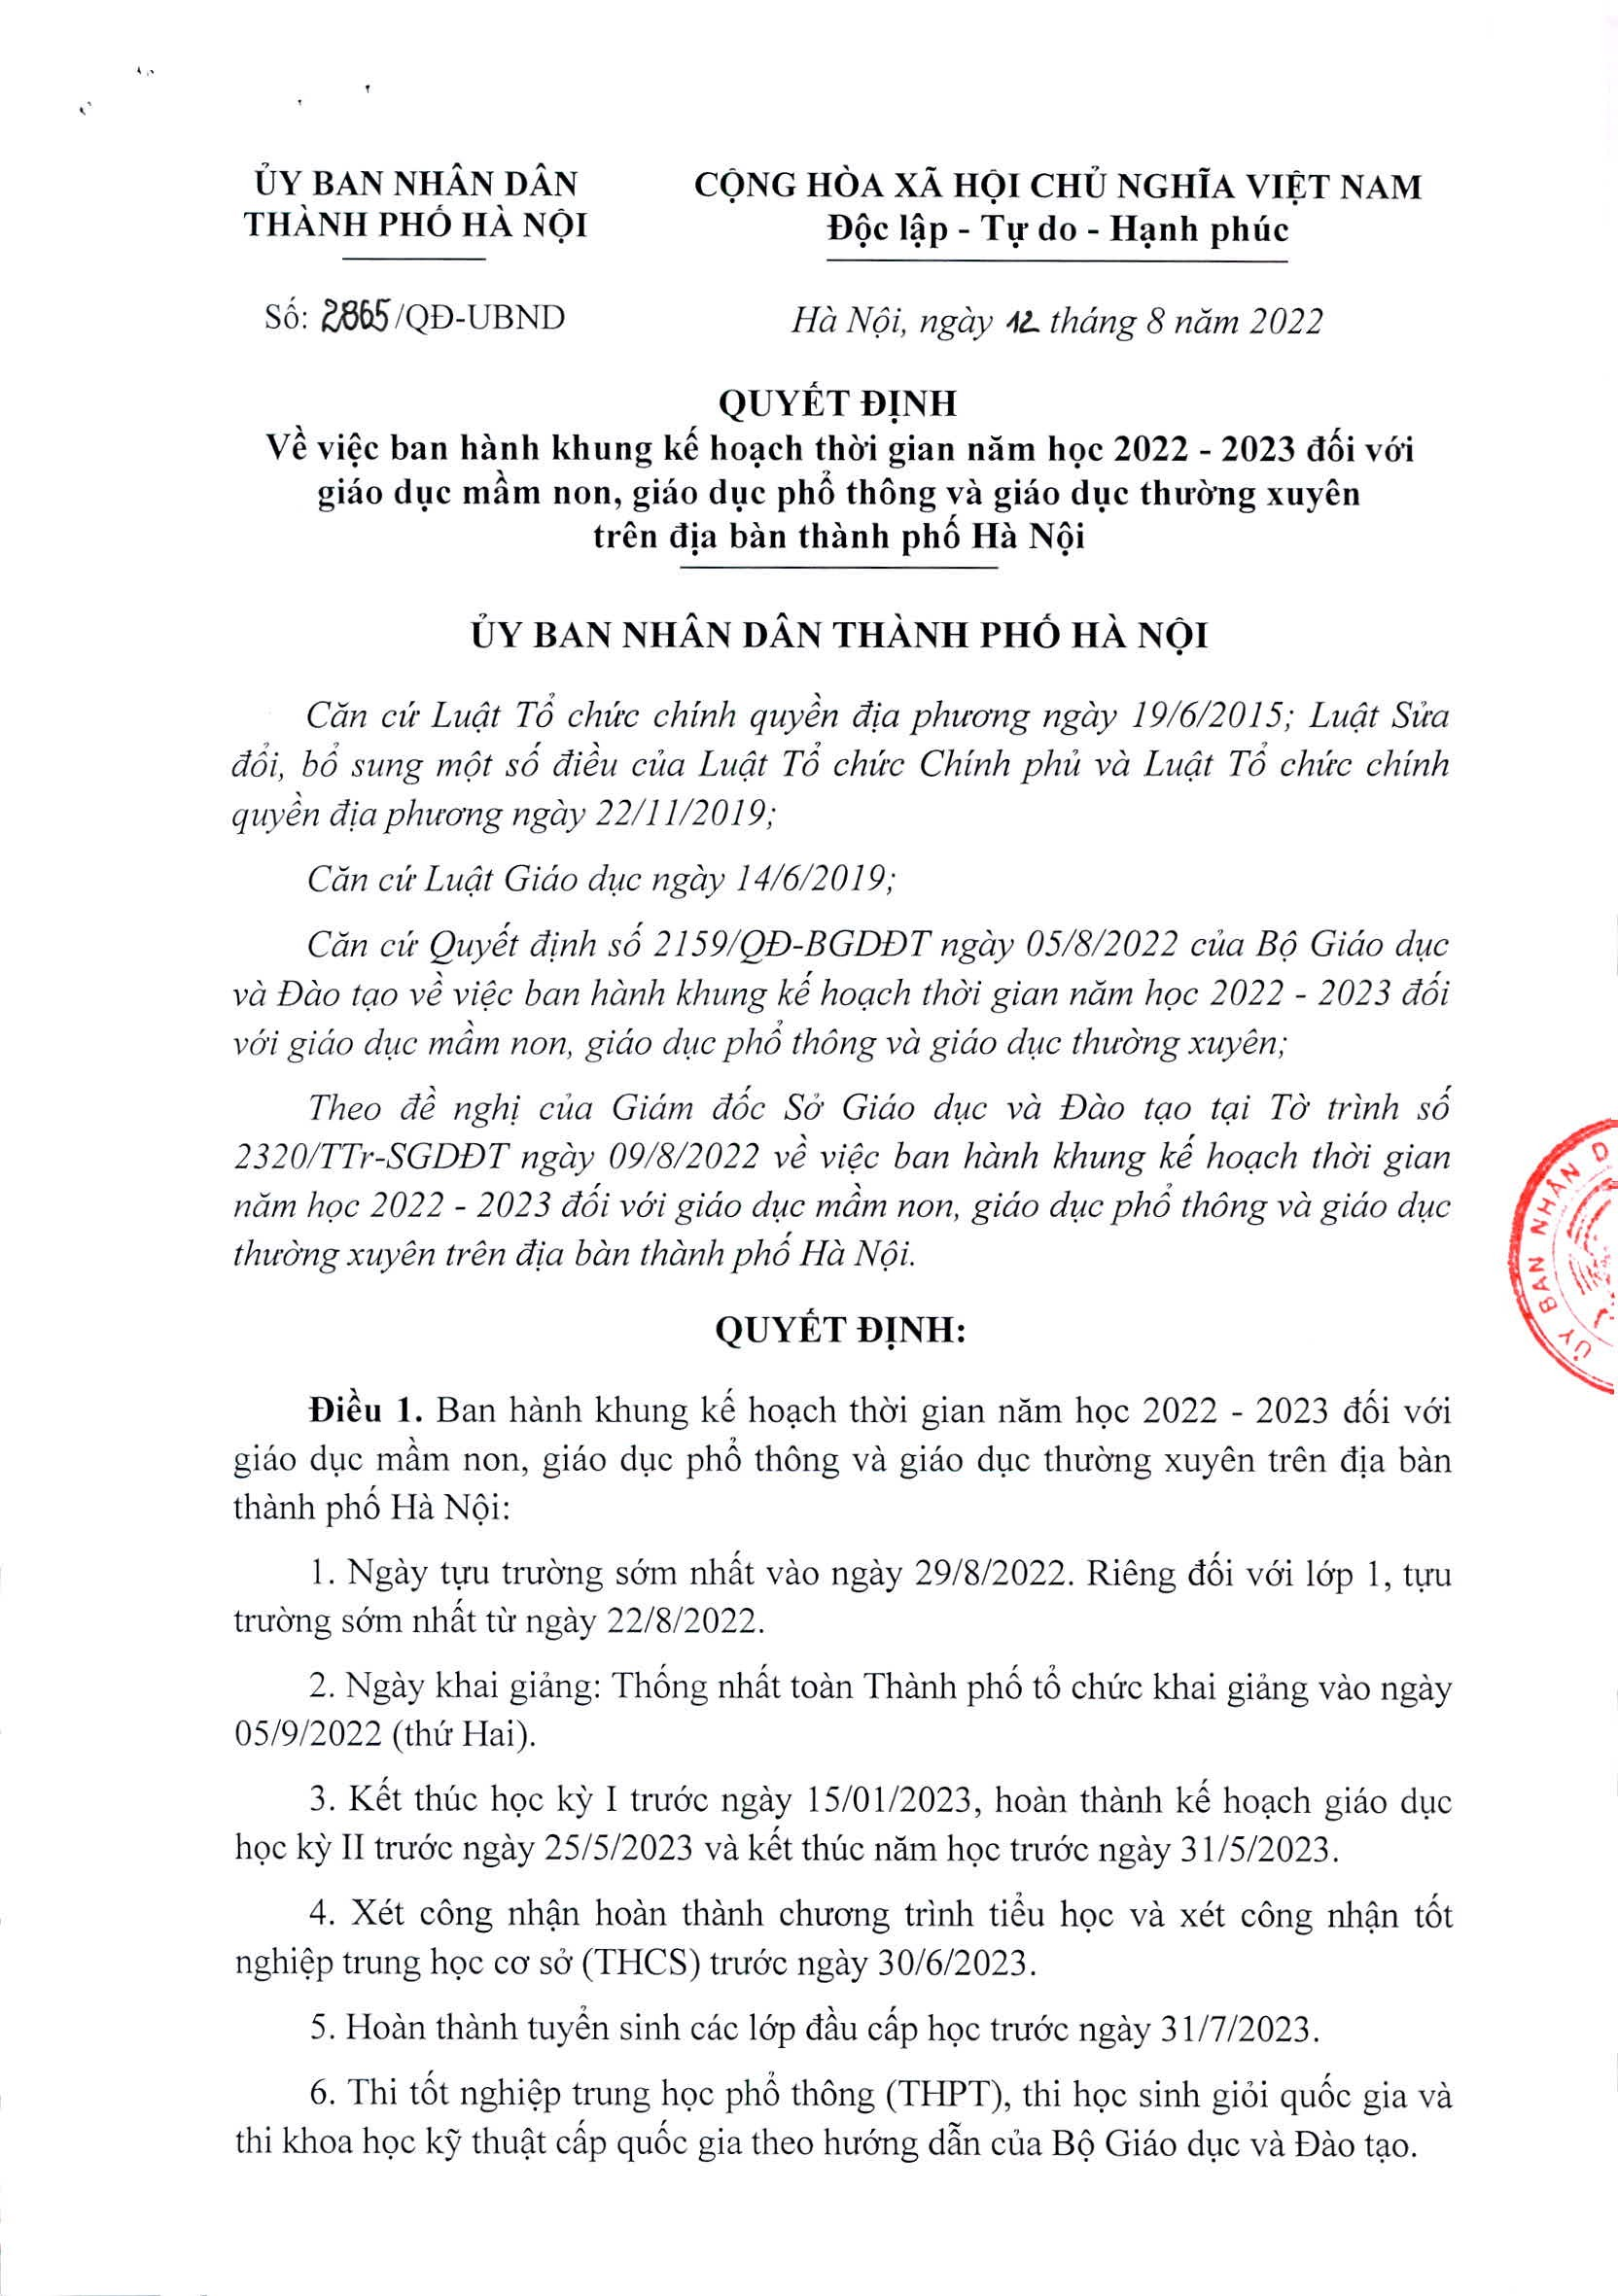 ỦY BAN NHÂN DÂN
THÀNH PHỐ HÀ NỘI
CỘNG HÒA XÃ HỘI CHỦ NGHĨA VIỆT NAM
Độc lập - Tự do - Hạnh phúc
Số: 2865/QĐ-UBND
Hà Nội, ngày 12 tháng 8 năm 2022
QUYẾT ĐỊNH
Về việc ban hành khung kế hoạch thời gian năm học 2022 - 2023 đối với
giáo dục mầm non, giáo dục phổ thông và giáo dục thường xuyên
trên địa bàn thành phố Hà Nội
ỦY BAN NHÂN DÂN THÀNH PHỐ HÀ NỘI
Căn cứ Luật Tổ chức chính quyền địa phương ngày 19/6/2015; Luật Sửa
đổi, bổ sung một số điều của Luật Tổ chức Chính phủ và Luật Tổ chức chính
quyền địa phương ngày 22/11/2019;
Căn cứ Luật Giáo dục ngày 14/6/2019;
Căn cứ Quyết định số 2159/QĐ-BGDĐT ngày 05/8/2022 của Bộ Giáo dục
và Đào tạo về việc ban hành khung kế hoạch thời gian năm học 2022 - 2023 đối
với giáo dục mầm non, giáo dục phổ thông và giáo dục thường xuyên;
Theo đề nghị của Giám đốc Sở Giáo dục và Đào tạo tại Tờ trình số
2320/TTr-SGDĐT ngày 09/8/2022 về việc ban hành khung kế hoạch thời gian
năm học 2022 - 2023 đối với giáo dục mầm non, giáo dục phổ thông và giáo dục
thường xuyên trên địa bàn thành phố Hà Nội.
ỦY BAN NHÂN D
QUYẾT ĐỊNH:
Điều 1. Ban hành khung kế hoạch thời gian năm học 2022 - 2023 đối với
giáo dục mầm non, giáo dục phổ thông và giáo dục thường xuyên trên địa bàn
thành phố Hà Nội:
1. Ngày tựu trường sớm nhất vào ngày 29/8/2022. Riêng đối với lớp 1, tựu
trường sớm nhất từ ngày 22/8/2022.
2. Ngày khai giảng: Thống nhất toàn Thành phố tổ chức khai giảng vào ngày
05/9/2022 (thứ Hai).
3. Kết thúc học kỳ I trước ngày 15/01/2023, hoàn thành kế hoạch giáo dục
học kỳ II trước ngày 25/5/2023 và kết thúc năm học trước ngày 31/5/2023.
4. Xét công nhận hoàn thành chương trình tiểu học và xét công nhận tốt
nghiệp trung học cơ sở (THCS) trước ngày 30/6/2023.
5. Hoàn thành tuyển sinh các lớp đầu cấp học trước ngày 31/7/2023.
6. Thi tốt nghiệp trung học phổ thông (THPT), thi học sinh giỏi quốc gia và
thi khoa học kỹ thuật cấp quốc gia theo hướng dẫn của Bộ Giáo dục và Đào tạo.